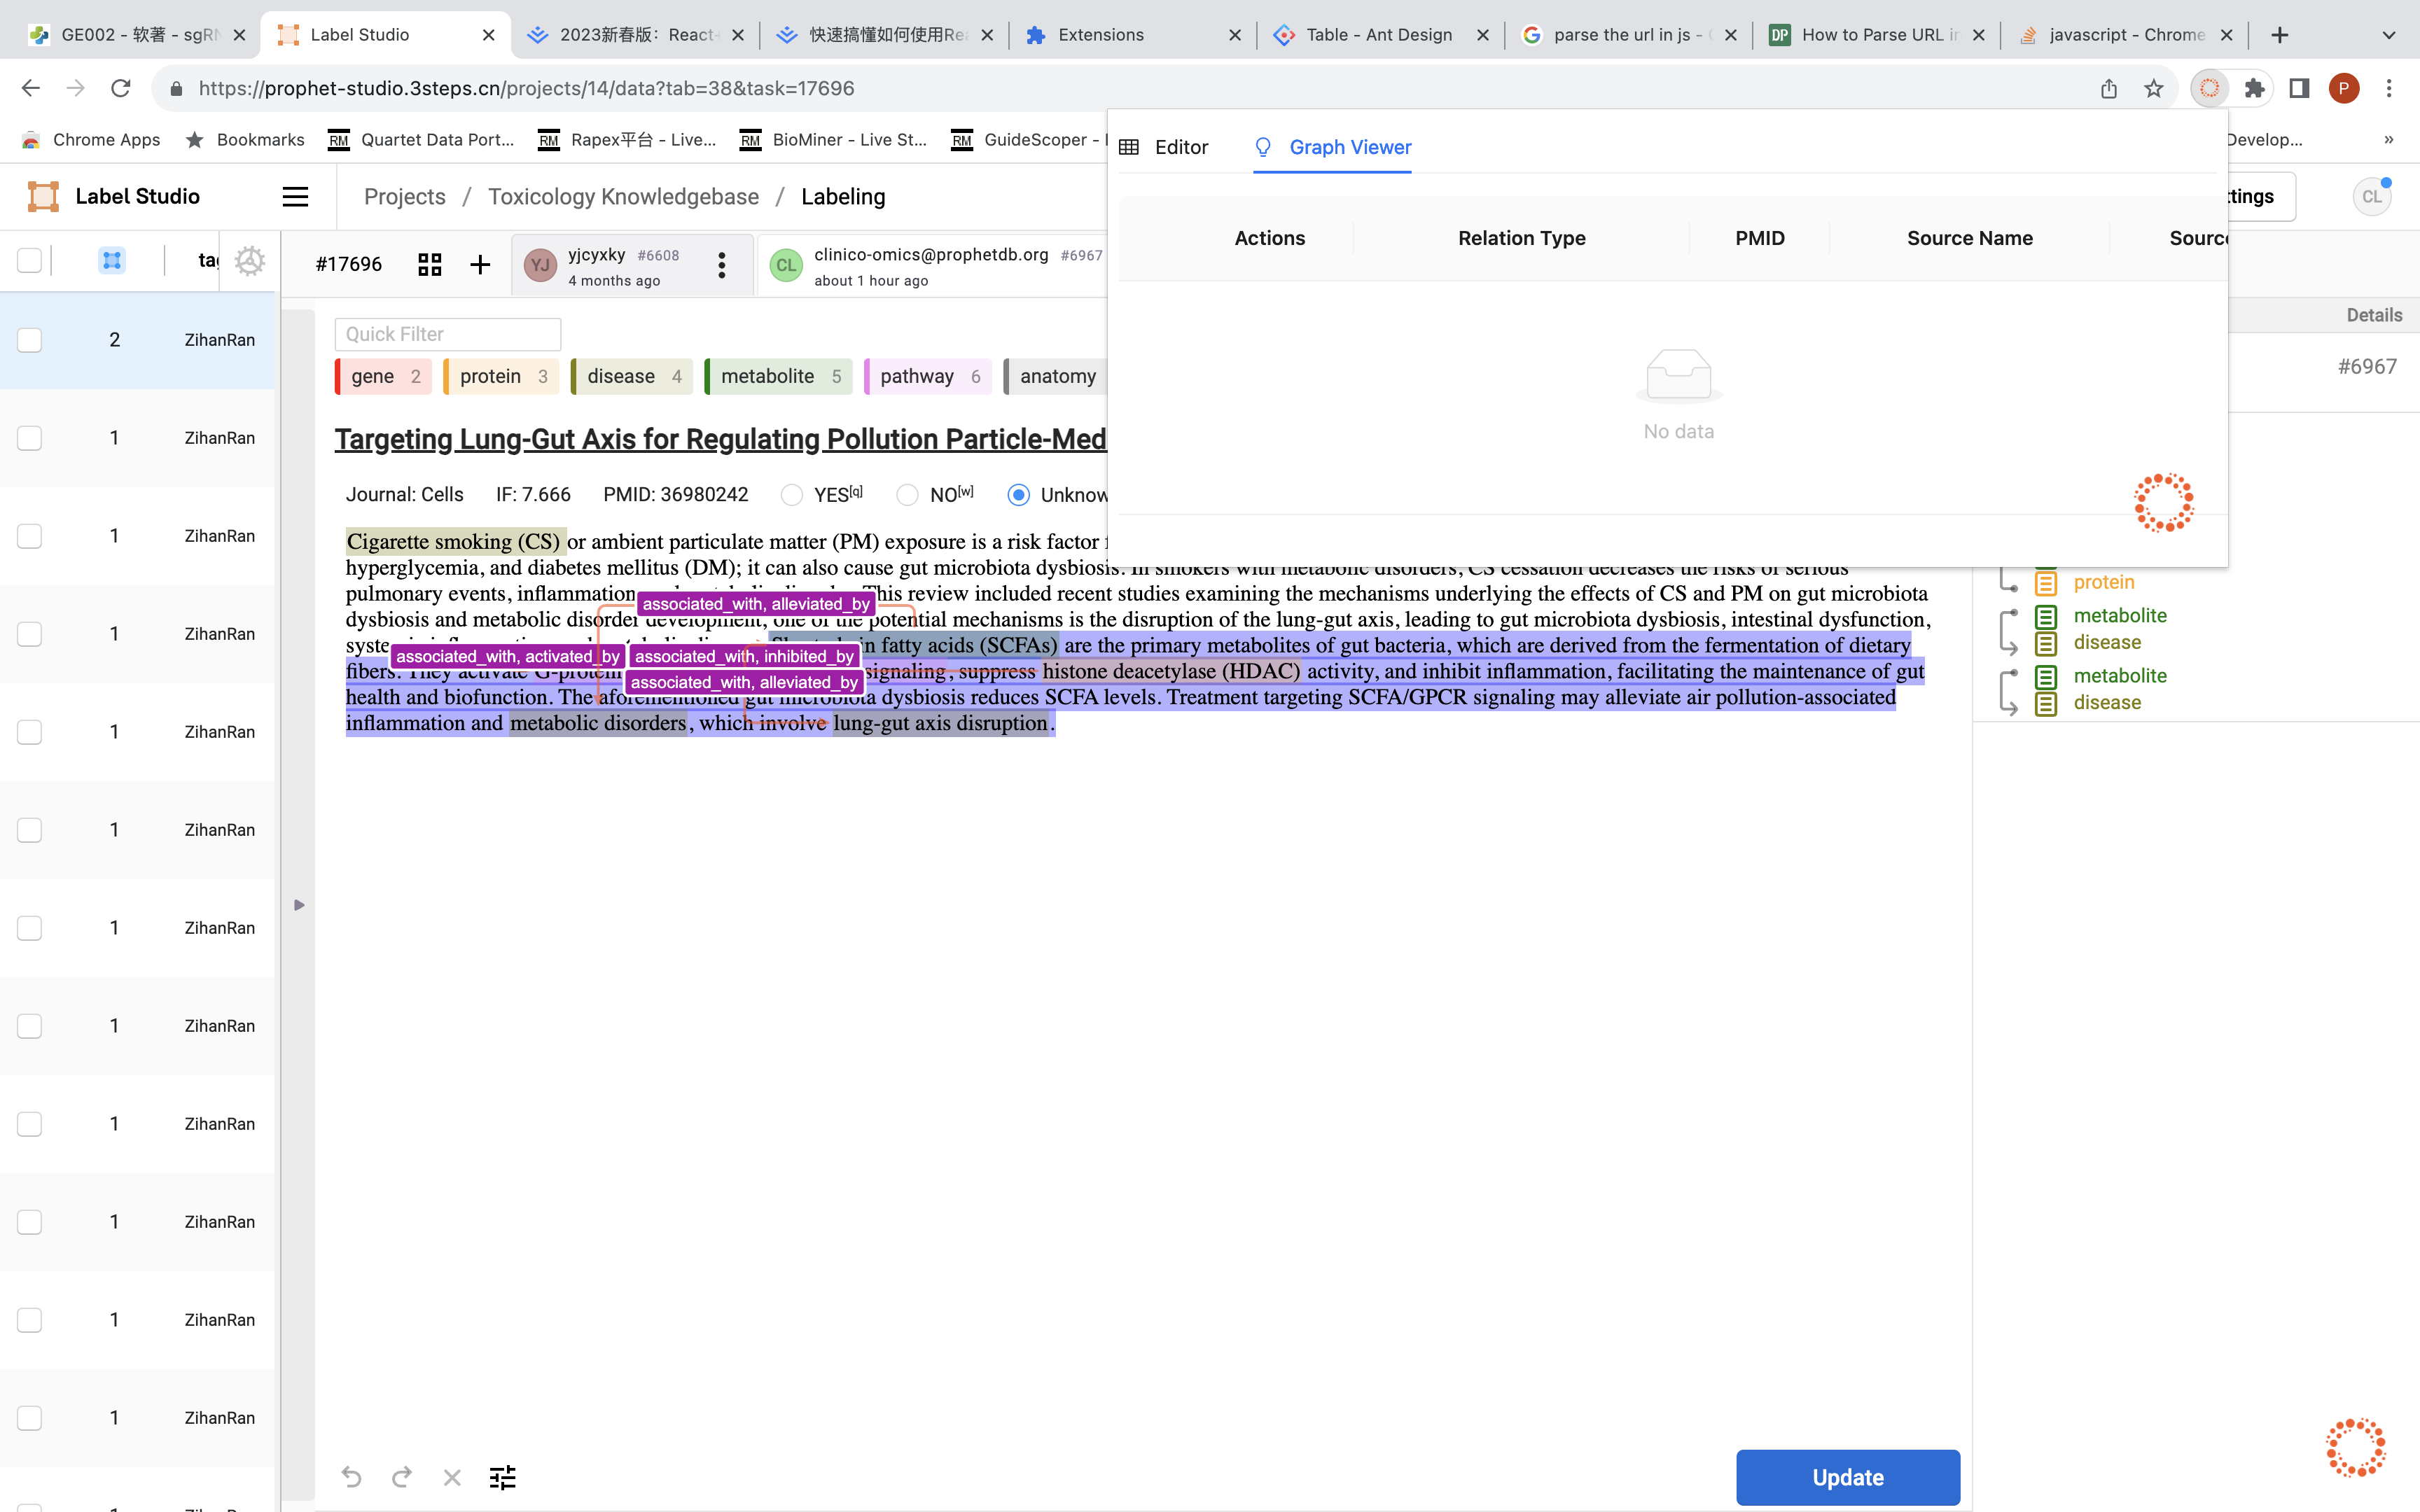 GE002 - 软著 - sgRN
Label Studio
2023新春版：React
快速搞懂如何使用Rea
Extensions
Table - Ant Design
parse the url in js -
DP
How to Parse URL in
javascript - Chrome
https://prophet-studio.3steps.cn/projects/14/data?tab=38&task=17696
P
Chrome Apps
Bookmarks
RM Quartet Data Port...
RM Rapex平台 - Live...
RM BioMiner - Live St...
RM GuideScoper -
Develop...
»
Editor
Graph Viewer
Label Studio
Projects / Toxicology Knowledgebase / Labeling
ttings
CL
Actions
Relation Type
PMID
Source Name
Source
No data
tag
#17696
YJ
yjcyxky #6608
4 months ago
CL
clinico-omics@prophetdb.org #6967
about 1 hour ago
Details
#6967
2 ZihanRan
1 ZihanRan
1 ZihanRan
1 ZihanRan
1 ZihanRan
1 ZihanRan
1 ZihanRan
1 ZihanRan
1 ZihanRan
1 ZihanRan
1 ZihanRan
1 ZihanRan
Quick Filter
gene 2
protein 3
disease 4
metabolite 5
pathway 6
anatomy
Targeting Lung-Gut Axis for Regulating Pollution Particle-Med
Journal: Cells IF: 7.666 PMID: 36980242 YES[q] NO[w] Unknow
Cigarette smoking (CS) or ambient particulate matter (PM) exposure is a risk factor
hyperglycemia, and diabetes mellitus (DM); it can also cause gut microbiota dysbiosis. In smokers with metabolic disorders, CS cessation decreases the risks of serious
pulmonary events, inflammation This review included recent studies examining the mechanisms underlying the effects of CS and PM on gut microbiota
associated_with, alleviated_by
dysbiosis and metabolic disorder development; one of the potential mechanisms is the disruption of the lung-gut axis, leading to gut microbiota dysbiosis, intestinal dysfunction,
in fatty acids (SCFAs) are the primary metabolites of gut bacteria, which are derived from the fermentation of dietary
associated_with, activated_by
associated_with, inhibited_by
fibers. They activate G-protein signaling, suppress histone deacetylase (HDAC) activity, and inhibit inflammation, facilitating the maintenance of gut
associated_with, alleviated_by
health and biofunction. The aforementioned gut microbiota dysbiosis reduces SCFA levels. Treatment targeting SCFA/GPCR signaling may alleviate air pollution-associated
inflammation and metabolic disorders, which involve lung-gut axis disruption.
protein
metabolite
disease
metabolite
disease
Update